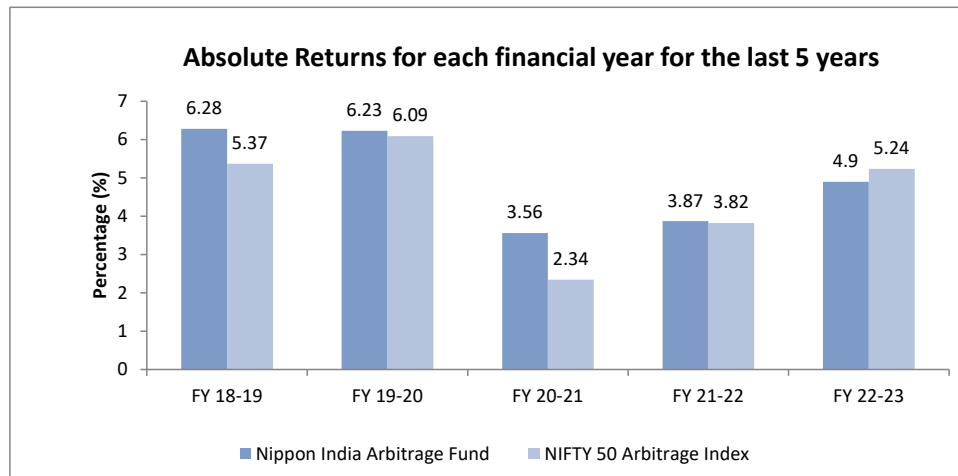 Absolute Returns for each financial year for the last 5 years
Percentage (%)
7
6
5
4
3
2
1
0
6.28
5.37
6.23
6.09
3.56
2.34
3.87
3.82
4.9
5.24
FY 18-19
FY 19-20
FY 20-21
FY 21-22
FY 22-23
Nippon India Arbitrage Fund
NIFTY 50 Arbitrage Index